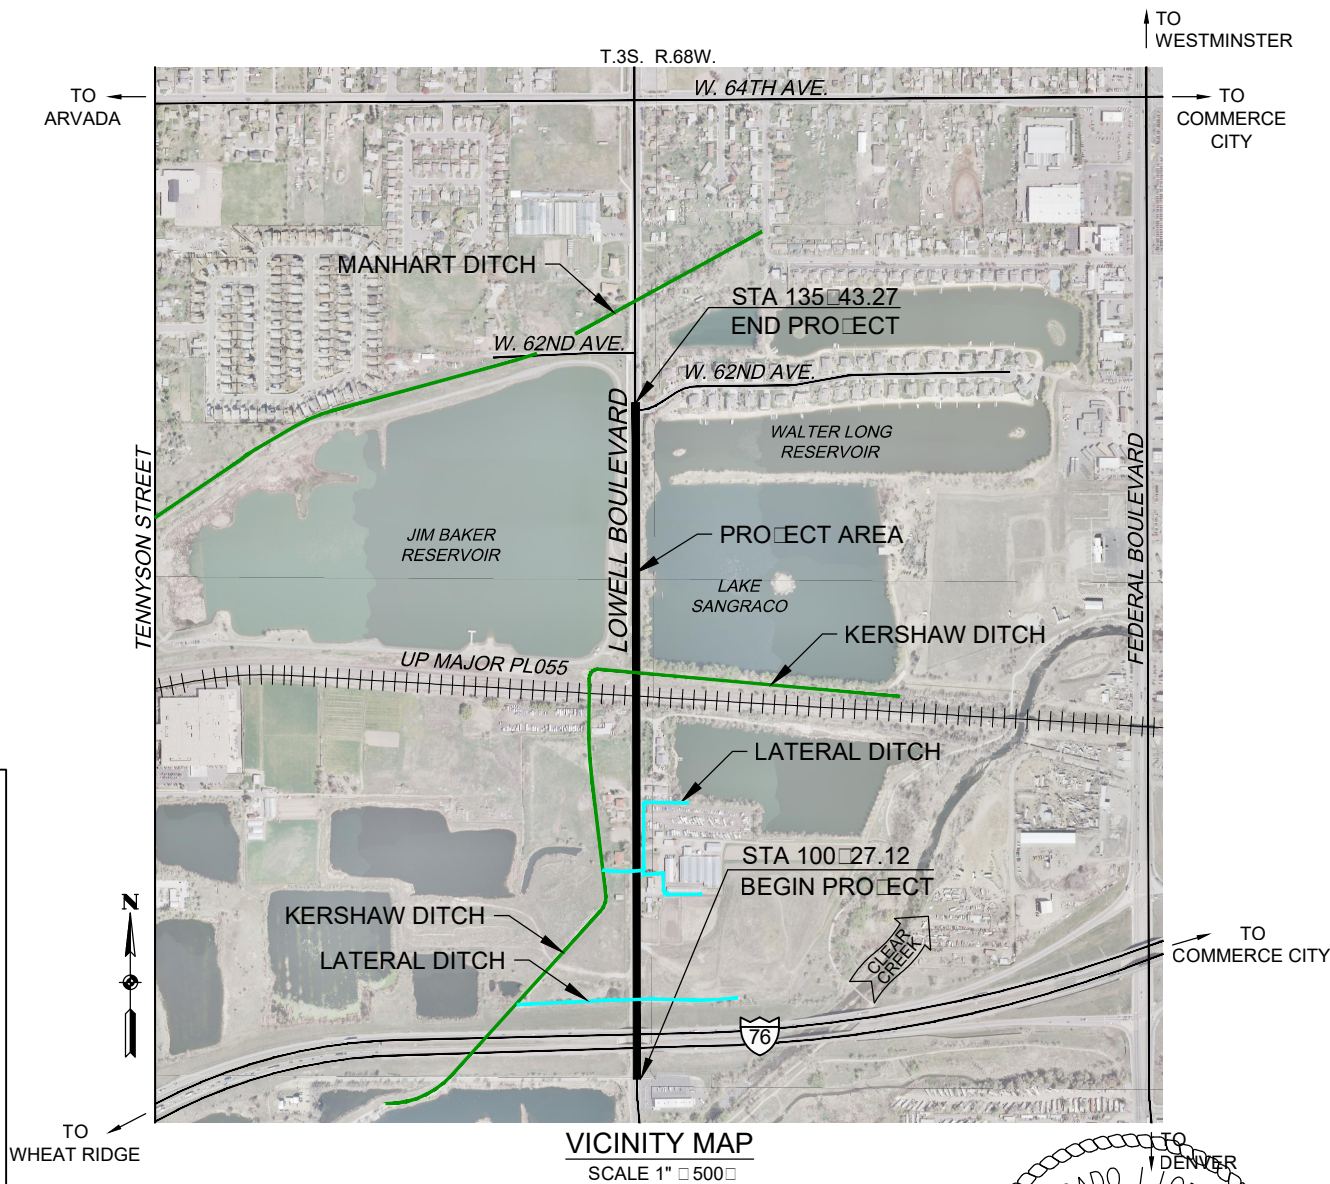 TO
WESTMINSTER
T.3S. R.68W.
TO
ARVADA
W. 64TH AVE.
TO
COMMERCE
CITY
MANHART DITCH
STA 135□43.27
END PRO□ECT
W. 62ND AVE.
W. 62ND AVE.
WALTER LONG
RESERVOIR
TENNYSON STREET
LOWELL BOULEVARD
FEDERAL BOULEVARD
JIM BAKER
RESERVOIR
PRO□ECT AREA
LAKE
SANGRACO
KERSHAW DITCH
UP MAJOR PL055
LATERAL DITCH
STA 100□27.12
BEGIN PRO□ECT
N
KERSHAW DITCH
LATERAL DITCH
CLEAR
CREEK
TO
COMMERCE CITY
76
TO
WHEAT RIDGE
VICINITY MAP
SCALE 1" □ 500□
TO
DENVER